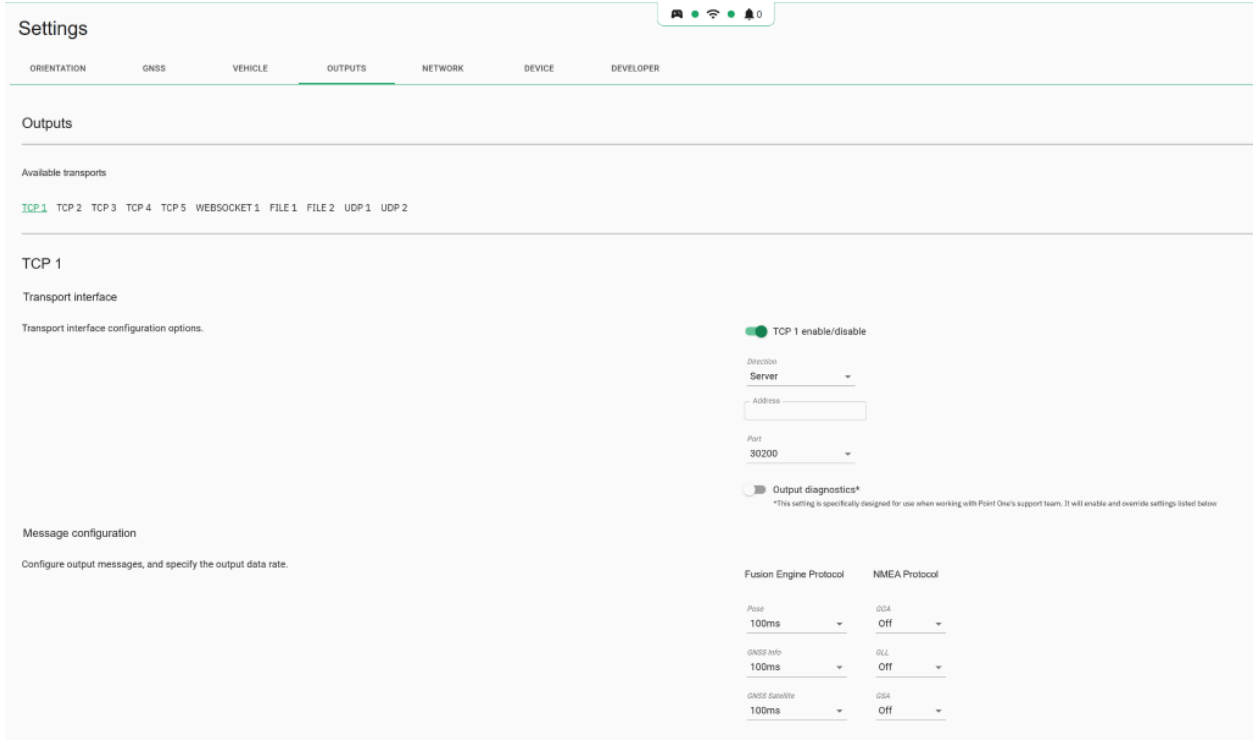 Settings
0
ORIENTATION GNSS VEHICLE OUTPUTS NETWORK DEVICE DEVELOPER
Outputs
Available transports
TCP 1 TCP 2 TCP 3 TCP 4 TCP 5 WEBSOCKET 1 FILE 1 FILE 2 UDP 1 UDP 2
TCP 1
Transport interface
Transport interface configuration options.
TCP 1 enable/disable
Direction
Server
Address
Port
30200
Output diagnostics*
*This setting is specifically designed for use when working with Point One's support team. It will enable and override settings listed below
Message configuration
Configure output messages, and specify the output data rate.
Fusion Engine Protocol NMEA Protocol
Pose GGA
100ms Off
GNSS Info GLL
100ms Off
GNSS Satellite GSA
100ms Off